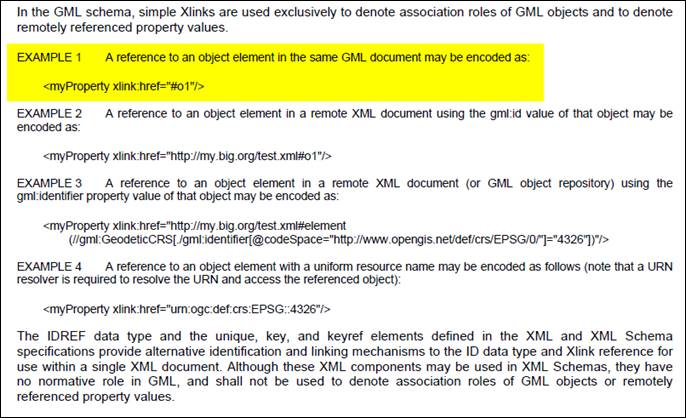 In the GML schema, simple Xlinks are used exclusively to denote association roles of GML objects and to denote
remotely referenced property values.
EXAMPLE 1 A reference to an object element in the same GML document may be encoded as:
<myProperty xlink:href="#o1"/>
EXAMPLE 2 A reference to an object element in a remote XML document using the gml:id value of that object may be
encoded as:
<myProperty xlink:href="http://my.big.org/test.xml#o1"/>
EXAMPLE 3 A reference to an object element in a remote XML document (or GML object repository) using the
gml:identifier property value of that object may be encoded as:
<myProperty xlink:href="http://my.big.org/test.xml#element
(//gml:GeodeticCRS[./gml:identifier[@codeSpace="http://www.opengis.net/def/crs/EPSG/0/"]="4326"])"/>
EXAMPLE 4 A reference to an object element with a uniform resource name may be encoded as follows (note that a URN
resolver is required to resolve the URN and access the referenced object):
<myProperty xlink:href="urn:ogc:def:crs:EPSG::4326"/>
The IDREF data type and the unique, key, and keyref elements defined in the XML and XML Schema
specifications provide alternative identification and linking mechanisms to the ID data type and Xlink reference for
use within a single XML document. Although these XML components may be used in XML Schemas, they have
no normative role in GML, and shall not be used to denote association roles of GML objects or remotely
referenced property values.